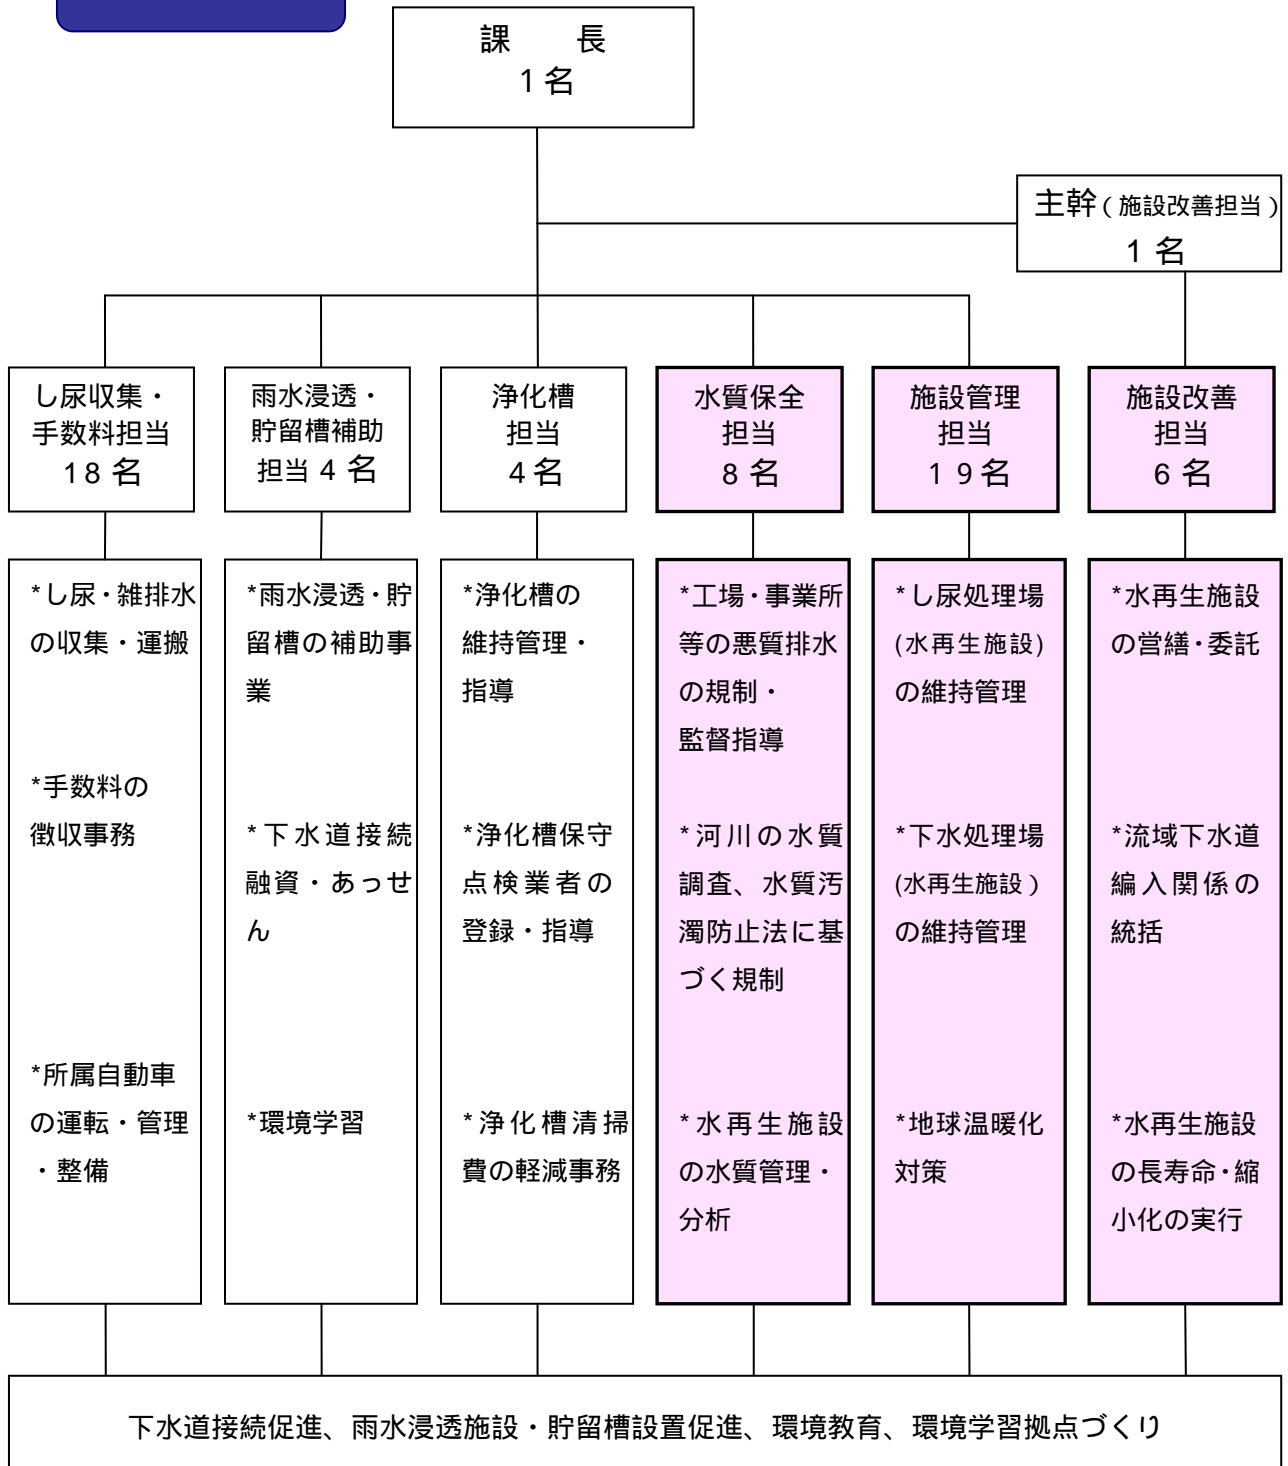 課　　長
1名
主幹(施設改善担当)
1名
し尿収集・
手数料担当
18名
雨水浸透・
貯留槽補助
担当4名
浄化槽
担当
4名
水質保全
担当
8名
施設管理
担当
19名
施設改善
担当
6名
*し尿・雑排水
の収集・運搬
*手数料の
徴収事務
*所属自動車
の運転・管理
・整備
*雨水浸透・貯
留槽の補助事
業
*下水道接続
融資・あっせ
ん
*環境学習
*浄化槽の
維持管理・
指導
*浄化槽保守
点検業者の
登録・指導
*浄化槽清掃
費の軽減事務
*工場・事業所
等の悪質排水
の規制・
監督指導
*河川の水質
調査、水質汚
濁防止法に基
づく規制
*水再生施設
の水質管理・
分析
*し尿処理場
(水再生施設)
の維持管理
*下水処理場
(水再生施設)
の維持管理
*地球温暖化
対策
*水再生施設
の営繕・委託
*流域下水道
編入関係の
統括
*水再生施設
の長寿命・縮
小化の実行
下水道接続促進、雨水浸透施設・貯留槽設置促進、環境教育、環境学習拠点づくり